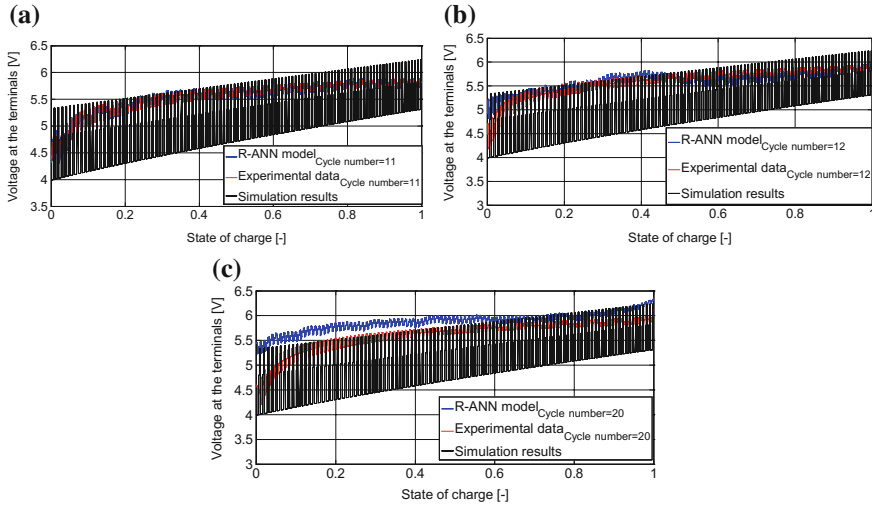 (a)
6.5
6
5.5
5
4.5
4
3.5
0
0.2
0.4
0.6
0.8
1
Voltage at the terminals [V]
State of charge [-]
R-ANN model Cycle number=11
Experimental data Cycle number=11
Simulation results
(b)
6.5
6
5.5
5
4.5
4
3.5
3
0
0.2
0.4
0.6
0.8
1
Voltage at the terminals [V]
State of charge [-]
R-ANN model Cycle number=12
Experimental data Cycle number=12
Simulation results
(c)
6.5
6
5.5
5
4.5
4
3.5
3
0
0.2
0.4
0.6
0.8
1
Voltage at the terminals [V]
State of charge [-]
R-ANN model Cycle number=20
Experimental data Cycle number=20
Simulation results